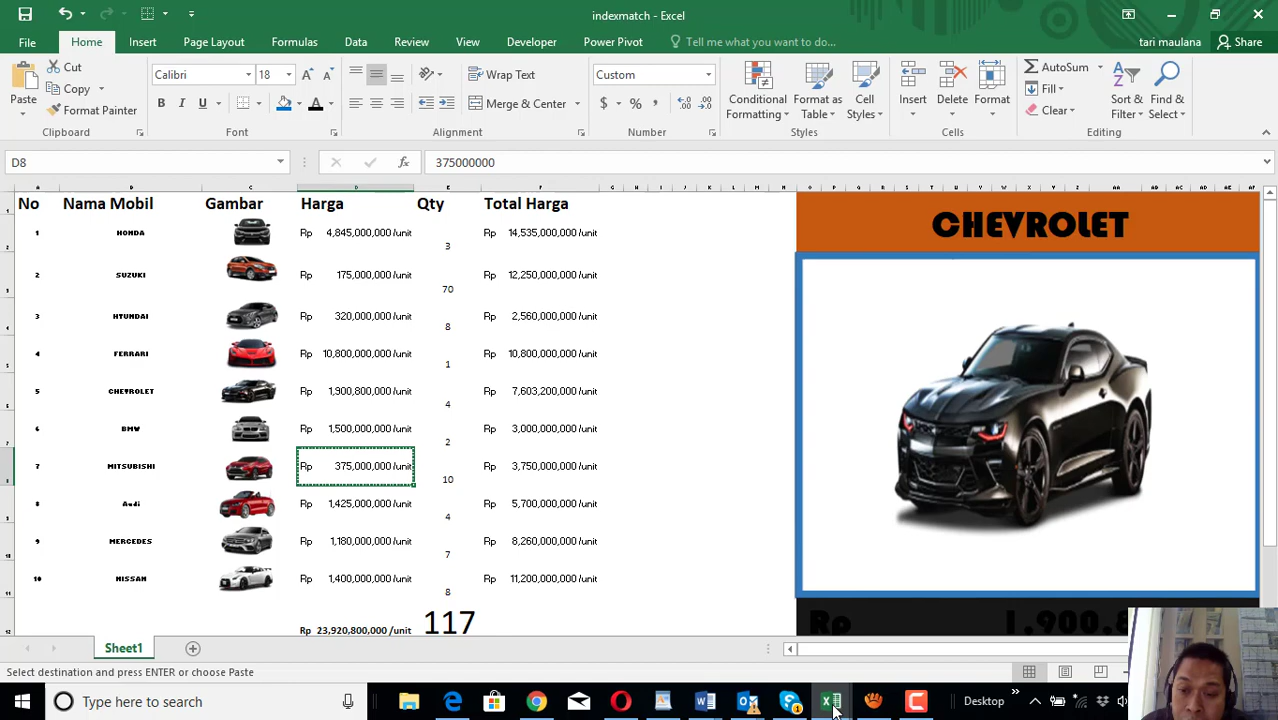 indexmatch - Excel
File Home Insert Page Layout Formulas Data Review View Developer Power Pivot Tell me what you want to do... tari maulana Share
Paste Cut Copy Format Painter Clipboard
Calibri 18 Font
Wrap Text Merge & Center Alignment
Custom Number
Conditional Formatting Format as Table Cell Styles Styles
Insert Delete Format Cells
AutoSum Fill Clear Sort & Filter Find & Select Editing
D8 375000000
No Nama Mobil Gambar Harga Qty Total Harga
1 HONDA Rp 4,845,000,000 /unit 3 Rp 14,535,000,000 /unit
2 SUZUKI Rp 175,000,000 /unit 70 Rp 12,250,000,000 /unit
3 HYUNDAI Rp 320,000,000 /unit 8 Rp 2,560,000,000 /unit
4 FERRARI Rp 10,800,000,000 /unit 1 Rp 10,800,000,000 /unit
5 CHEVROLET Rp 1,900,800,000 /unit 4 Rp 7,603,200,000 /unit
6 BMW Rp 1,500,000,000 /unit 2 Rp 3,000,000,000 /unit
7 MITSUBISHI Rp 375,000,000 /unit 10 Rp 3,750,000,000 /unit
8 Audi Rp 1,425,000,000 /unit 4 Rp 5,700,000,000 /unit
9 MERCEDES Rp 1,180,000,000 /unit 7 Rp 8,260,000,000 /unit
10 NISSAN Rp 1,400,000,000 /unit 8 Rp 11,200,000,000 /unit
Rp 23,920,800,000 /unit 117
CHEVROLET
Rp 1,900,8
Sheet1
Select destination and press ENTER or choose Paste
Type here to search
Desktop